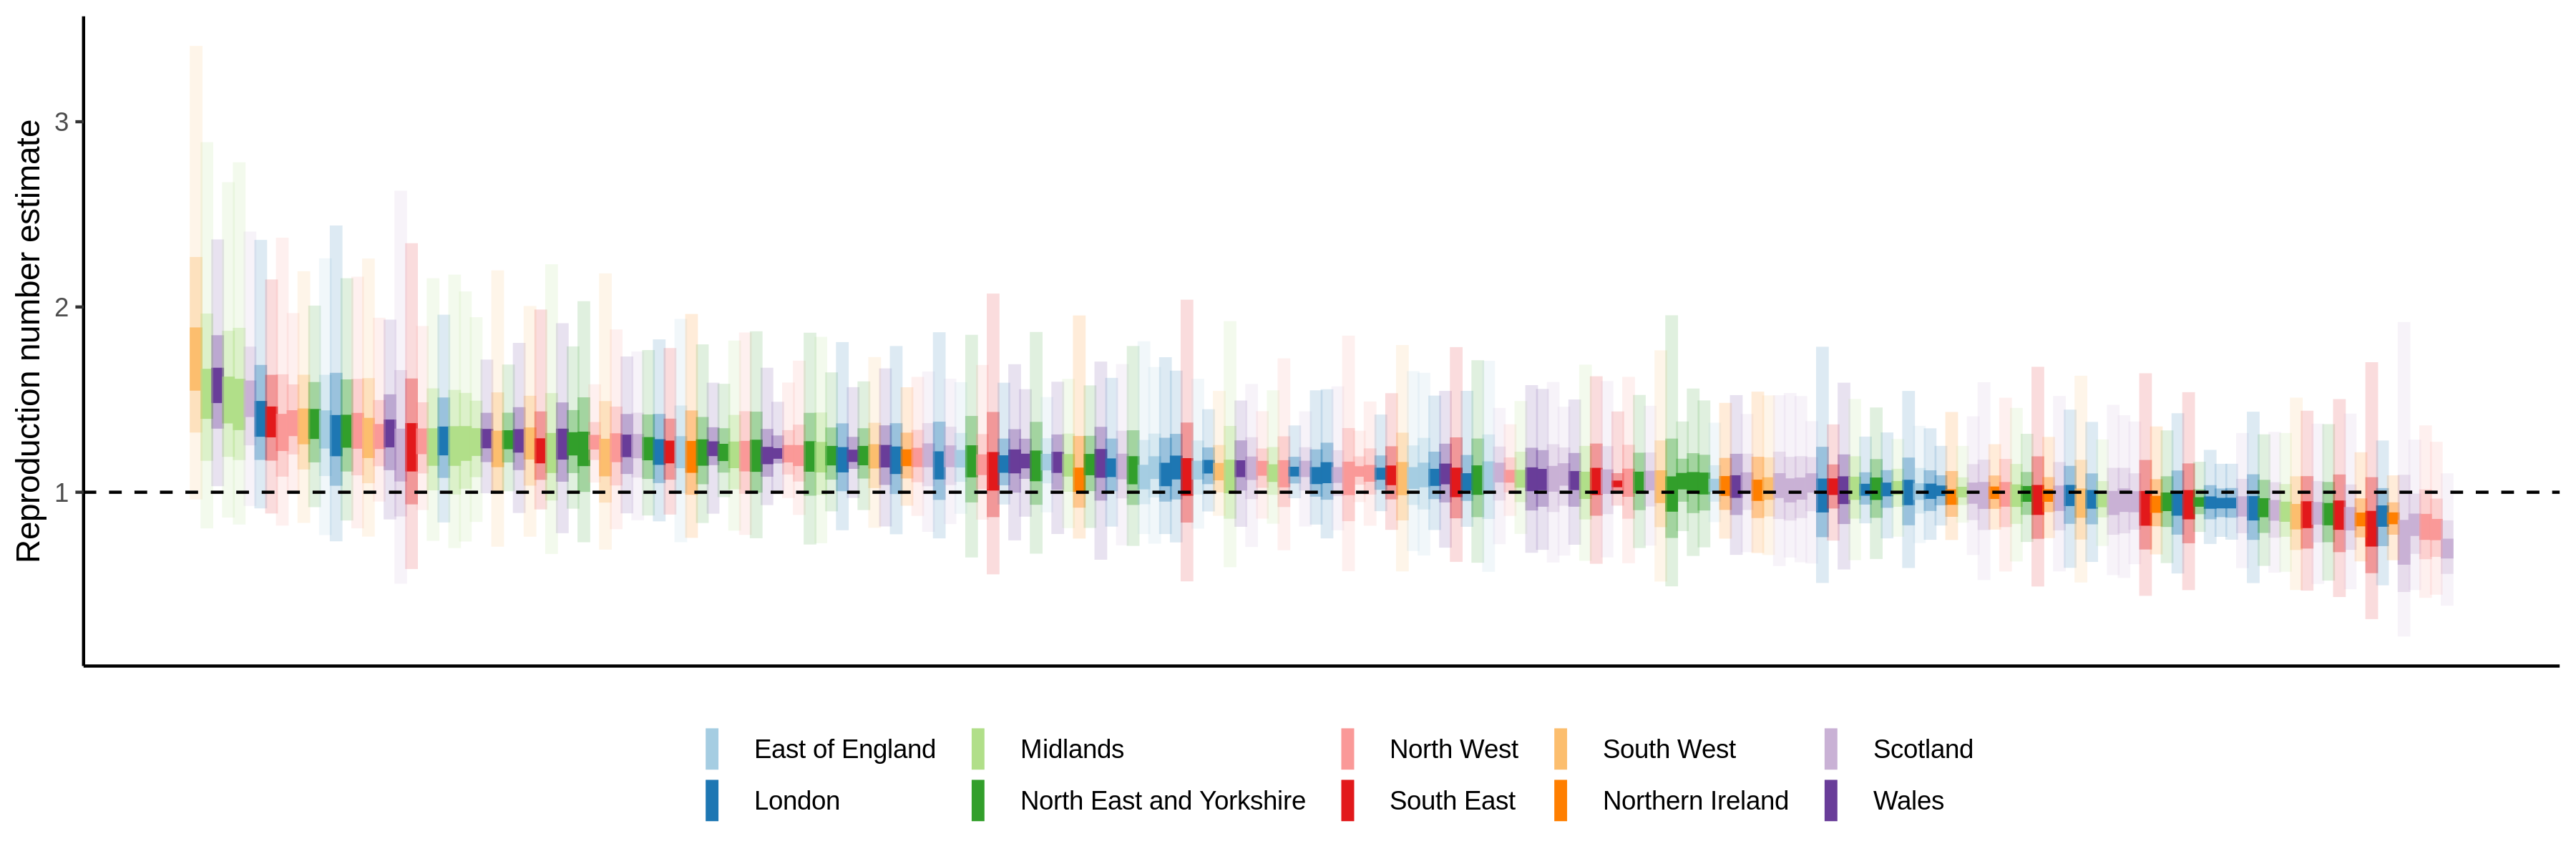 Reproduction number estimate
3
2
1
East of England
Midlands
North West
South West
Scotland
London
North East and Yorkshire
South East
Northern Ireland
Wales